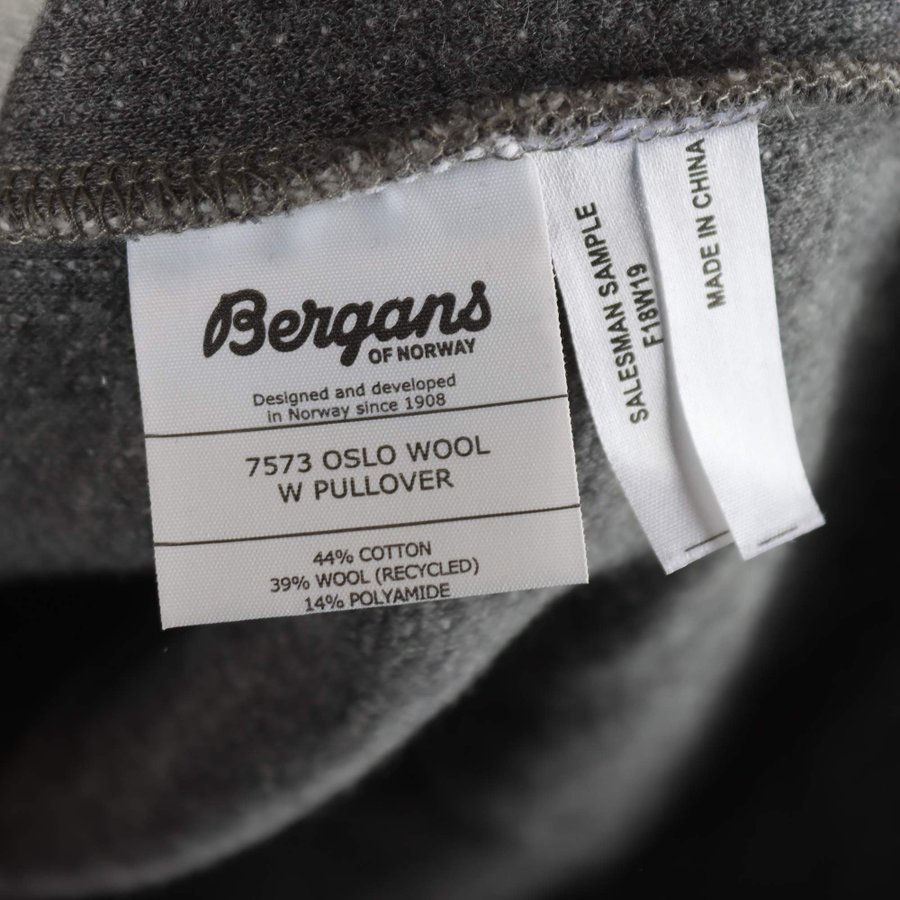 Bergans
OF NORWAY
Designed and developed
in Norway since 1908
7573 OSLO WOOL
W PULLOVER
44% COTTON
39% WOOL (RECYCLED)
14% POLYAMIDE
SALESMAN SAMPLE
F18W19
MADE IN CHINA